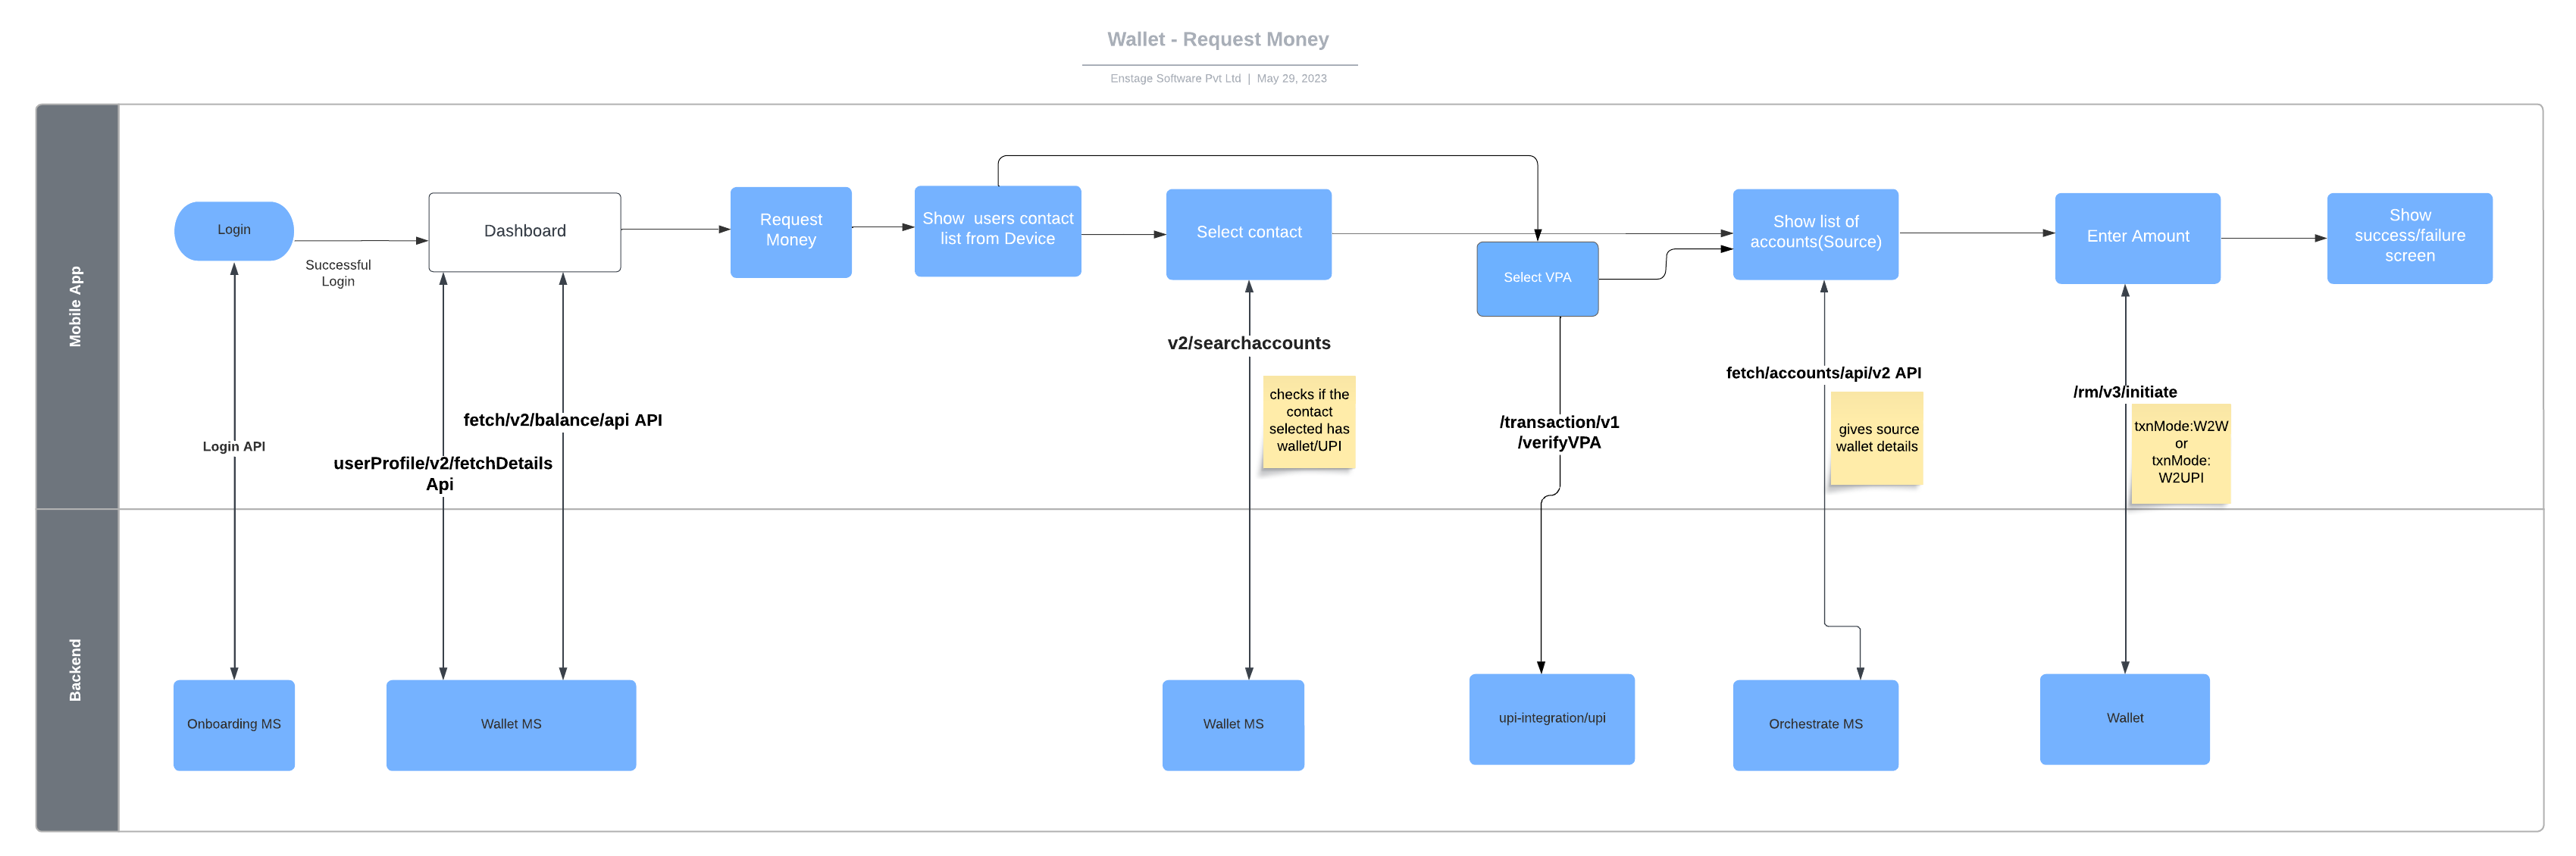 Wallet - Request Money
Enstage Software Pvt Ltd | May 29, 2023
Mobile App
Login
Successful
Login
Dashboard
Request
Money
Show users contact
list from Device
Select contact
Select VPA
Show list of
accounts(Source)
Enter Amount
Show
success/failure
screen
Login API
userProfile/v2/fetchDetails
Api
fetch/v2/balance/api API
v2/searchaccounts
checks if the
contact
selected has
wallet/UPI
/transaction/v1
/verifyVPA
fetch/accounts/api/v2 API
gives source
wallet details
/rm/v3/initiate
txnMode:W2W
or
txnMode:
W2UPI
Backend
Onboarding MS
Wallet MS
Wallet MS
upi-integration/upi
Orchestrate MS
Wallet